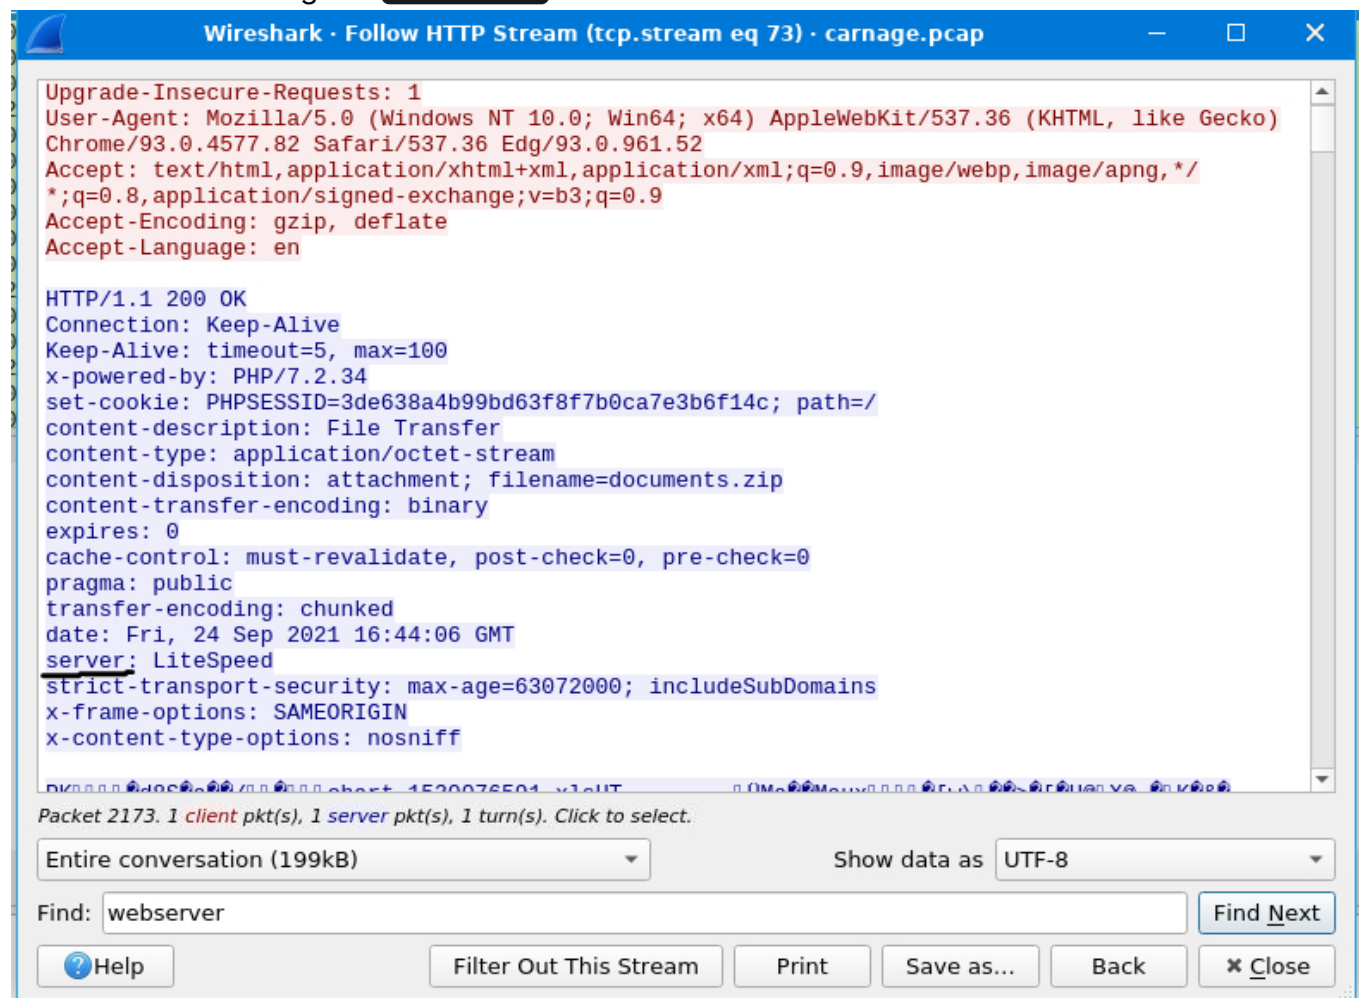 Wireshark · Follow HTTP Stream (tcp.stream eq 73) · carnage.pcap
Upgrade-Insecure-Requests: 1
User-Agent: Mozilla/5.0 (Windows NT 10.0; Win64; x64) AppleWebKit/537.36 (KHTML, like Gecko)
Chrome/93.0.4577.82 Safari/537.36 Edg/93.0.961.52
Accept: text/html,application/xhtml+xml,application/xml;q=0.9,image/webp,image/apng,*/
*;q=0.8,application/signed-exchange;v=b3;q=0.9
Accept-Encoding: gzip, deflate
Accept-Language: en
HTTP/1.1 200 OK
Connection: Keep-Alive
Keep-Alive: timeout=5, max=100
x-powered-by: PHP/7.2.34
set-cookie: PHPSESSID=3de638a4b99bd63f8f7b0ca7e3b6f14c; path=/
content-description: File Transfer
content-type: application/octet-stream
content-disposition: attachment; filename=documents.zip
content-transfer-encoding: binary
expires: 0
cache-control: must-revalidate, post-check=0, pre-check=0
pragma: public
transfer-encoding: chunked
date: Fri, 24 Sep 2021 16:44:06 GMT
server: LiteSpeed
strict-transport-security: max-age=63072000; includeSubDomains
x-frame-options: SAMEORIGIN
x-content-type-options: nosniff
Packet 2173. 1 client pkt(s), 1 server pkt(s), 1 turn(s). Click to select.
Entire conversation (199kB) Show data as UTF-8
Find: webserver Find Next
Help Filter Out This Stream Print Save as... Back Close